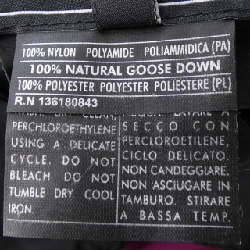 100% NYLON POLYAMIDE POLIAMMIDICA (PA)
100% NATURAL GOOSE DOWN
100% POLYESTER POLYESTER POLIESTERE (PL)
R.N 136180843
PERCHLOROETHYLENE
USING A DELICATE
CYCLE. DO NOT
BLEACH DO NOT
TUMBLE DRY COOL
IRON.
SECCO CON
PERCLOROETILENE,
CICLO DELICATO.
NON CANDEGGIARE.
NON ASCIUGARE IN
TAMBURO. STIRARE
A BASSA TEMP.